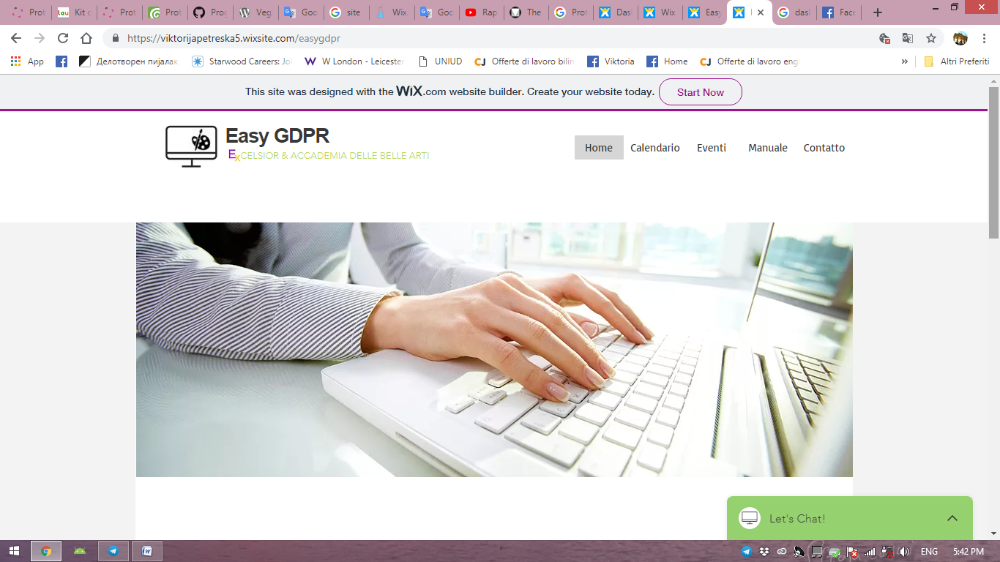 Prot
Kit d
Prot
Prot
Prog
Veg
Goo
site
Wix.
Goo
Rap
The
Prot
Das
Wix
Easy
dasl
Face
https://viktorijapetreska5.wixsite.com/easygdpr
App
Делотворен пијалак
Starwood Careers: Jo
W London - Leicester
UNIUD
Offerte di lavoro bilin
Viktoria
Home
Offerte di lavoro eng
»
Altri Preferiti
This site was designed with the WiX.com website builder. Create your website today.
Start Now
Easy GDPR
ExCELSIOR & ACCADEMIA DELLE BELLE ARTI
Home
Calendario
Eventi
Manuale
Contatto
Let's Chat!
ENG
5:42 PM